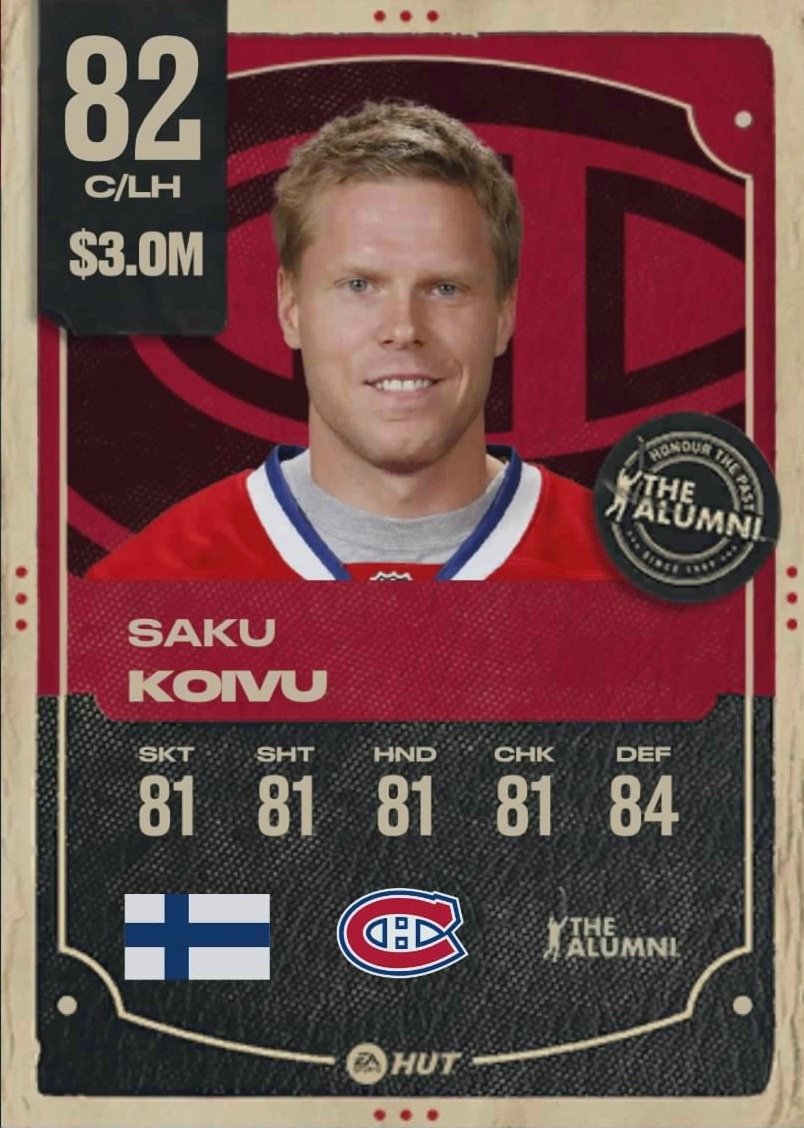 82
C/LH
$3.0M
HONOUR THE PAST
THE
ALUMNI
SAKU
KOIVU
SKT SHT HND CHK DEF
81 81 81 81 84
THE
ALUMNI
EA HUT